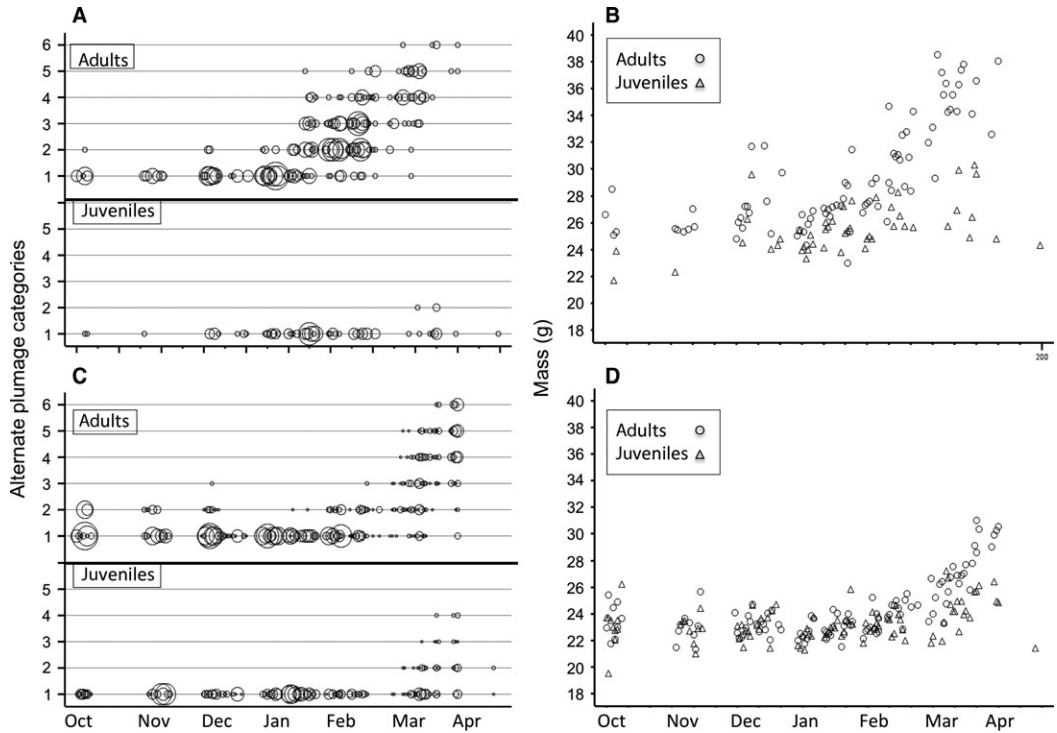 A
6
Adults
5
4
3
2
1
Juveniles
5
4
3
2
1
Alternate plumage categories
C
6
Adults
5
4
3
2
1
Juveniles
5
4
3
2
1
Oct Nov Dec Jan Feb Mar Apr
B
40
38
36
34
32
30
28
26
24
22
20
18
Adults
Juveniles
200
Mass (g)
D
40
38
36
34
32
30
28
26
24
22
20
18
Adults
Juveniles
Oct Nov Dec Jan Feb Mar Apr